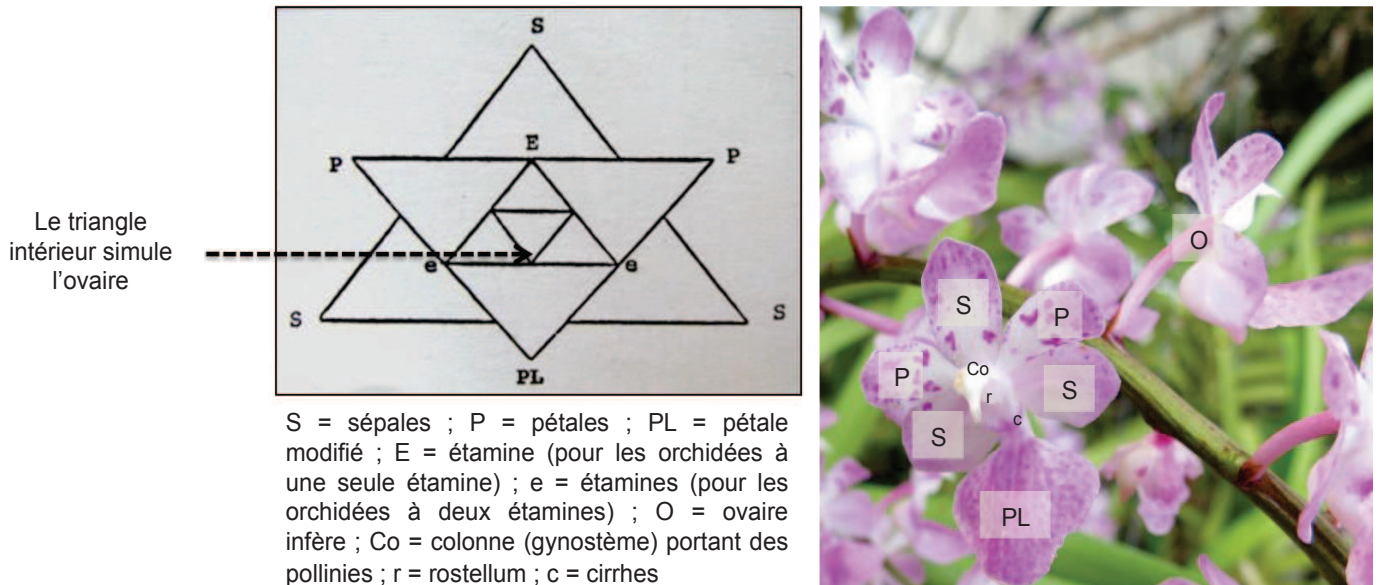 S
E
P
P
Le triangle
intérieur simule
l'ovaire
e
e
S
S
PL
S = sépales ; P = pétales ; PL = pétale
modifié ; E = étamine (pour les orchidées à
une seule étamine) ; e = étamines (pour les
orchidées à deux étamines) ; O = ovaire
infère ; Co = colonne (gynostème) portant des
pollinies ; r = rostellum ; c = cirrhes
O
S
P
Co
P
r
S
c
S
PL